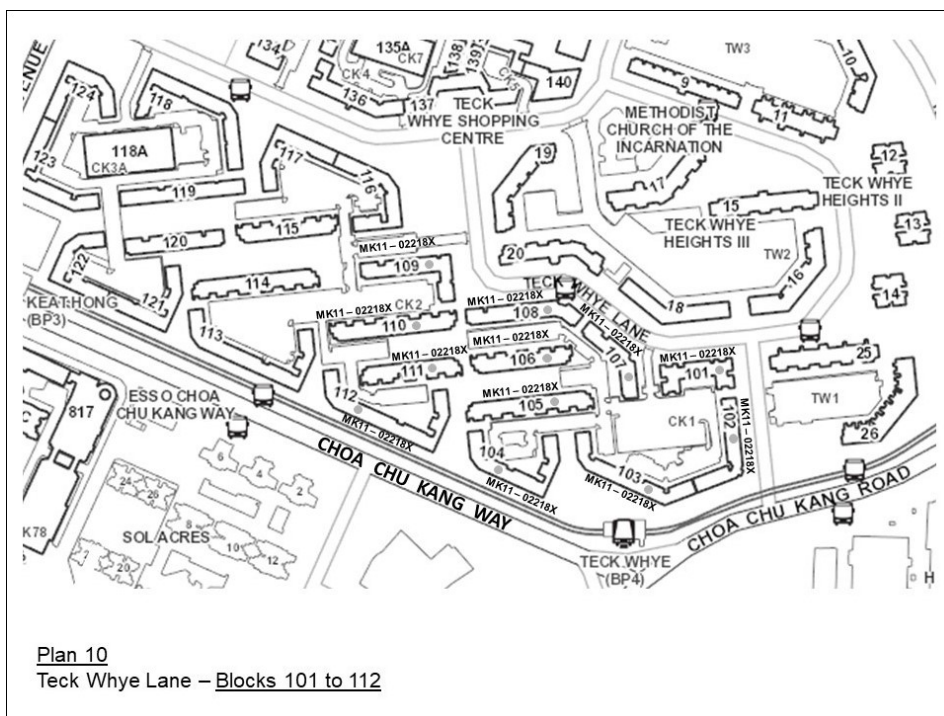 134
135A
CK7
138
139
CK4
CK5
140
136
137
TECK
WHYE SHOPPING
CENTRE
TW3
9
10
11
METHODIST
CHURCH OF THE
INCARNATION
12
TECK WHYE
HEIGHTS II
13
14
AVENUE
124
118
123
118A
CK3A
119
117
116
115
120
122
121
KEAT HONG
(BP3)
114
113
19
17
15
TECK WHYE
HEIGHTS III
TW2
16
20
18
MK11 – 02218X
109
CK2
TECK WHYE LANE
MK11 – 02218X
108
MK11 – 02218X
110
MK11 – 02218X
107
MK11 – 02218X
111
106
MK11 – 02218X
101
MK11 – 02218X
105
112
MK11 – 02218X
102
MK11 – 02218X
CK1
104
MK11 – 02218X
103
MK11 – 02218X
25
TW1
26
817
ESSO CHOA
CHU KANG WAY
CHOA CHU KANG WAY
CHOA CHU KANG ROAD
TECK WHYE
(BP4)
6
4
2
24
26
8
SOL ACRES
10
12
20
K78
H
Plan 10
Teck Whye Lane – Blocks 101 to 112